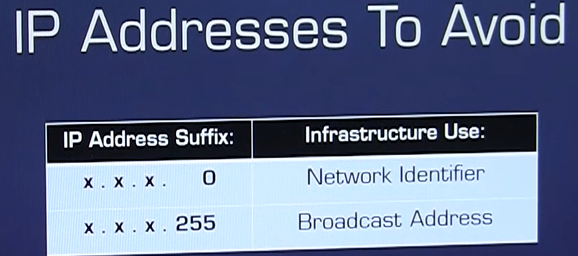 IP Addresses To Avoid
IP Address Suffix: Infrastructure Use:
x . x . x . 0 Network Identifier
x . x . x . 255 Broadcast Address